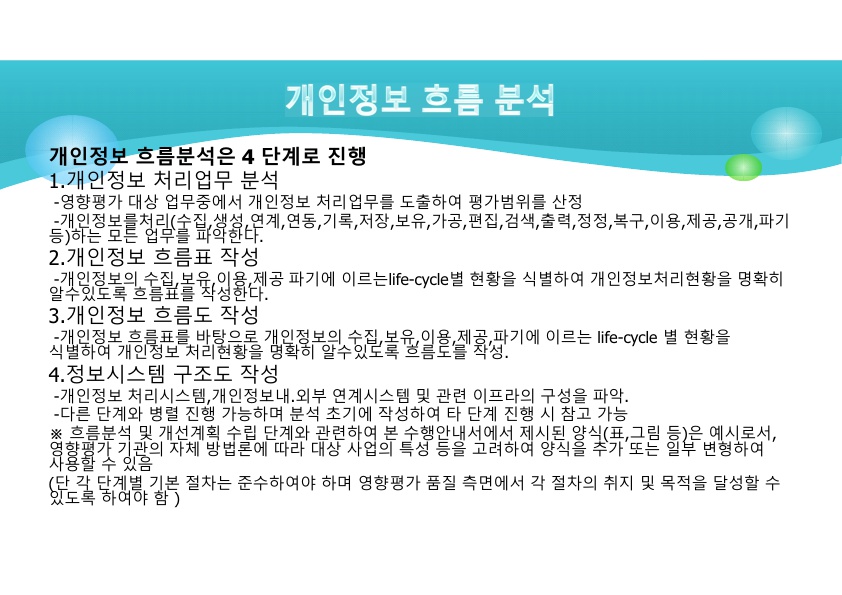 개인정보 흐름 분석
개인정보 흐름분석은 4 단계로 진행
1.개인정보 처리업무 분석
-영향평가 대상 업무중에서 개인정보 처리업무를 도출하여 평가범위를 산정
-개인정보를처리(수집,생성,연계,연동,기록,저장,보유,가공,편집,검색,출력,정정,복구,이용,제공,공개,파기
등)하는 모든 업무를 파악한다.
2.개인정보 흐름표 작성
-개인정보의 수집,보유,이용,제공 파기에 이르는life-cycle별 현황을 식별하여 개인정보처리현황을 명확히
알수있도록 흐름표를 작성한다.
3.개인정보 흐름도 작성
-개인정보 흐름표를 바탕으로 개인정보의 수집,보유,이용,제공,파기에 이르는 life-cycle 별 현황을
식별하여 개인정보 처리현황을 명확히 알수있도록 흐름도를 작성.
4.정보시스템 구조도 작성
-개인정보 처리시스템,개인정보내.외부 연계시스템 및 관련 이프라의 구성을 파악.
-다른 단계와 병렬 진행 가능하며 분석 초기에 작성하여 타 단계 진행 시 참고 가능
※ 흐름분석 및 개선계획 수립 단계와 관련하여 본 수행안내서에서 제시된 양식(표,그림 등)은 예시로서,
영향평가 기관의 자체 방법론에 따라 대상 사업의 특성 등을 고려하여 양식을 추가 또는 일부 변형하여
사용할 수 있음
(단 각 단계별 기본 절차는 준수하여야 하며 영향평가 품질 측면에서 각 절차의 취지 및 목적을 달성할 수
있도록 하여야 함 )